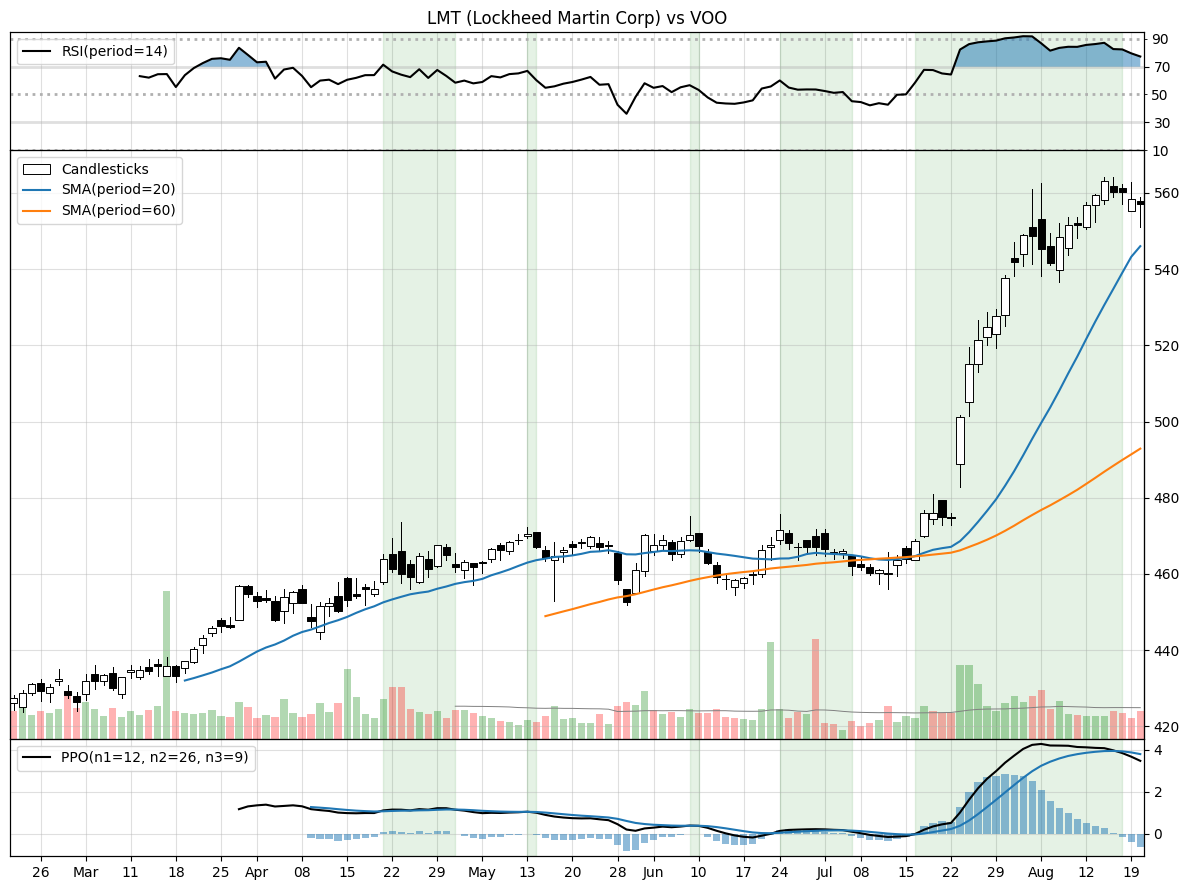 LMT (Lockheed Martin Corp) vs VOO
RSI(period=14)
90
70
50
30
10
Candlesticks
SMA(period=20)
SMA(period=60)
560
540
520
500
480
460
440
420
PPO(n1=12, n2=26, n3=9)
4
2
0
26 Mar 11 18 25 Apr 08 15 22 29 May 13 20 28 Jun 10 17 24 Jul 08 15 22 29 Aug 12 19